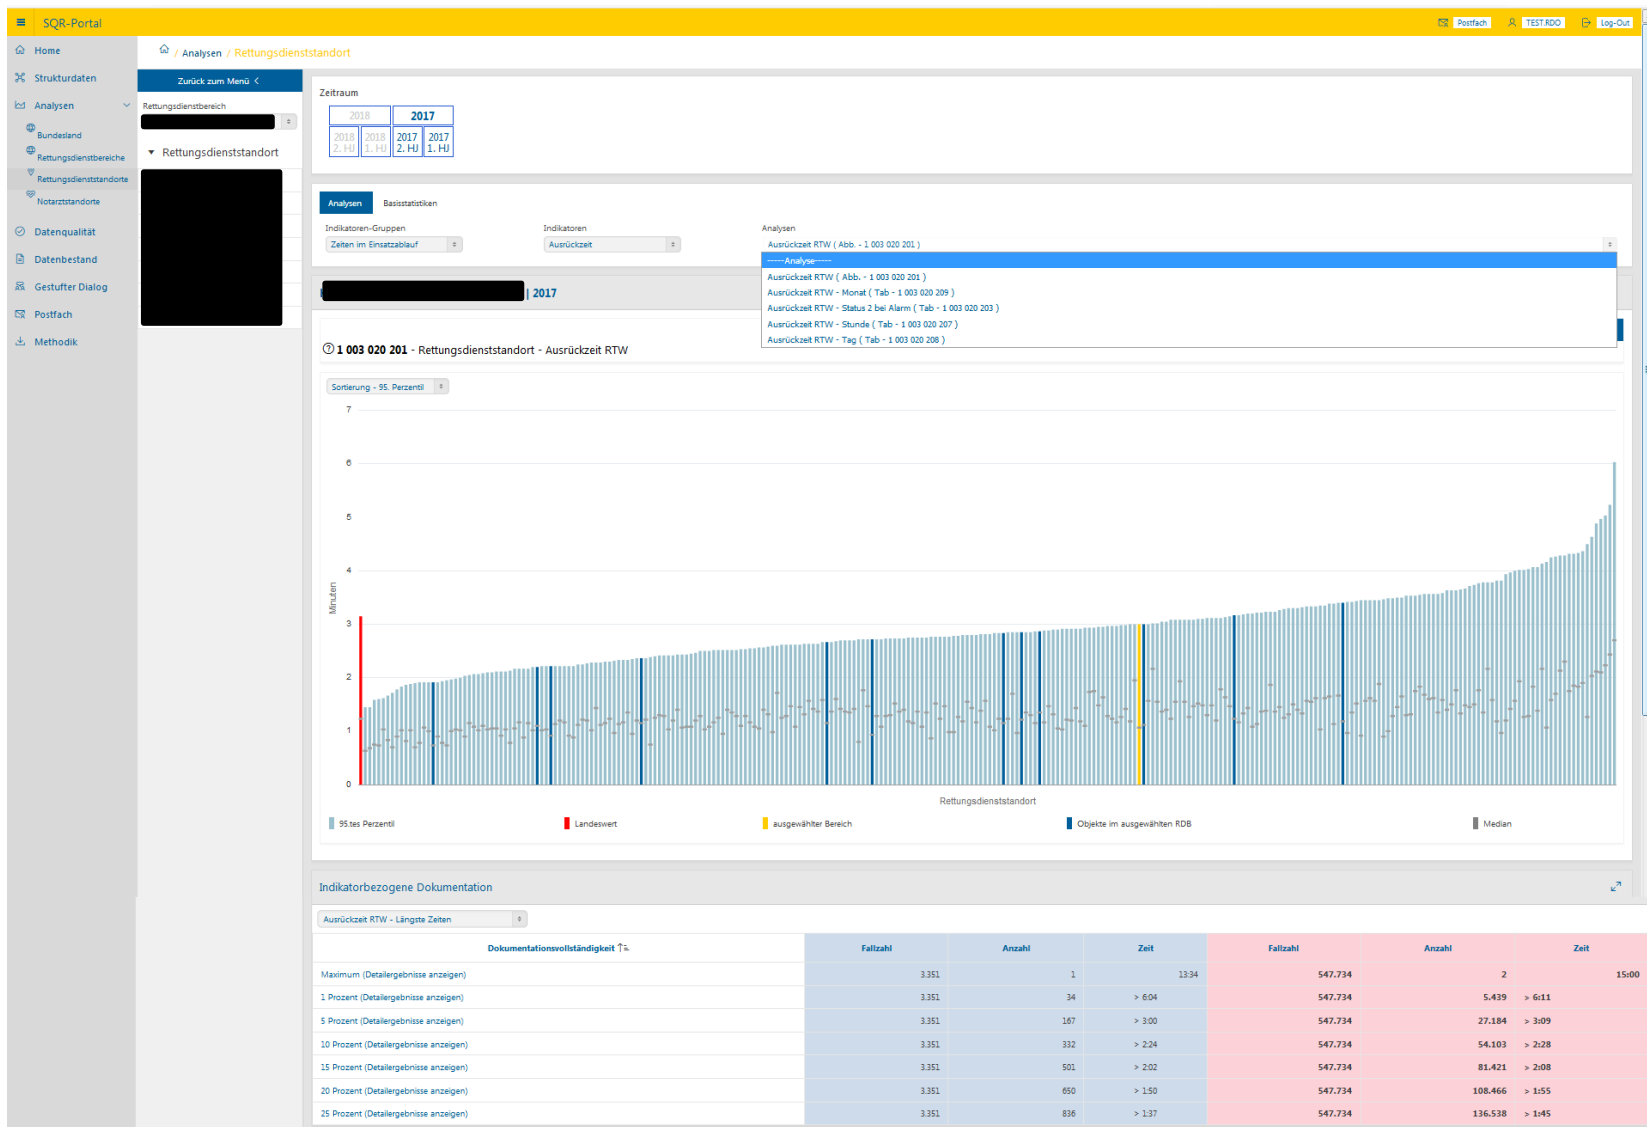 SQR-Portal
Postfach
TEST.RDO
Log-Out
Home
Strukturdaten
Analysen
Bundesland
Rettungsdienstbereiche
Rettungsdienststandorte
Notarztstandorte
Datenqualität
Datenbestand
Gestufter Dialog
Postfach
Methodik
/ Analysen / Rettungsdienststandort
Zurück zum Menü <
Rettungsdienstbereich
Rettungsdienststandort
Zeitraum
2018 2017
2018 2018 2017 2017
2. HJ 1. HJ 2. HJ 1. HJ
Analysen Basisstatistiken
Indikatoren-Gruppen Indikatoren Analysen
Zeiten im Einsatzablauf Ausrückzeit Ausrückzeit RTW ( Abb. - 1 003 020 201 )
-----Analyse-----
Ausrückzeit RTW ( Abb. - 1 003 020 201 )
Ausrückzeit RTW - Monat ( Tab - 1 003 020 209 )
Ausrückzeit RTW - Status 2 bei Alarm ( Tab - 1 003 020 203 )
Ausrückzeit RTW - Stunde ( Tab - 1 003 020 207 )
Ausrückzeit RTW - Tag ( Tab - 1 003 020 208 )
| 2017
1 003 020 201 - Rettungsdienststandort - Ausrückzeit RTW
Sortierung - 95. Perzentil
7
6
5
4
3
2
1
0
Minuten
Rettungsdienststandort
95.tes Perzentil Landeswert ausgewählter Bereich Objekte im ausgewählten RDB Median
Indikatorbezogene Dokumentation
Ausrückzeit RTW - Längste Zeiten
Dokumentationsvollständigkeit Fallzahl Anzahl Zeit Fallzahl Anzahl Zeit
Maximum (Detailergebnisse anzeigen) 3.351 1 13:34 547.734 2 15:00
1 Prozent (Detailergebnisse anzeigen) 3.351 34 > 6:04 547.734 5.439 > 6:11
5 Prozent (Detailergebnisse anzeigen) 3.351 167 > 3:00 547.734 27.184 > 3:09
10 Prozent (Detailergebnisse anzeigen) 3.351 332 > 2:24 547.734 54.103 > 2:28
15 Prozent (Detailergebnisse anzeigen) 3.351 501 > 2:02 547.734 81.421 > 2:08
20 Prozent (Detailergebnisse anzeigen) 3.351 650 > 1:50 547.734 108.466 > 1:55
25 Prozent (Detailergebnisse anzeigen) 3.351 836 > 1:37 547.734 136.538 > 1:45